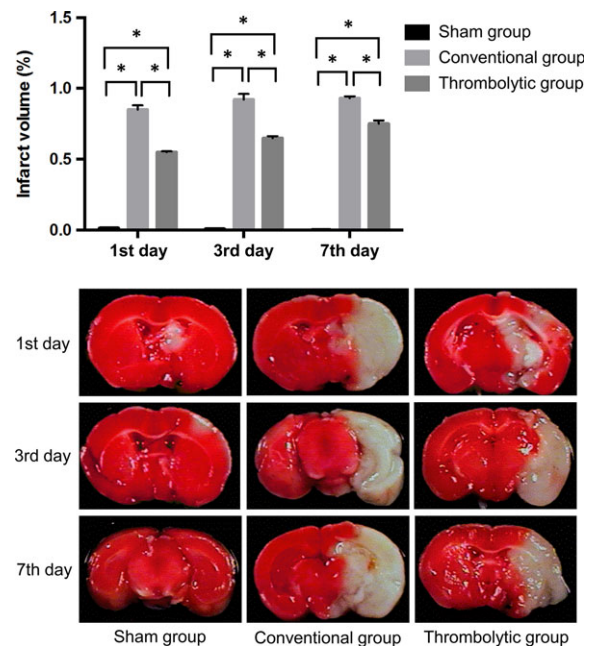 * * *
Sham group
* * * * * *
Conventional group
Thrombolytic group
Infarct volume (%)
1.5
1.0
0.5
0.0
1st day 3rd day 7th day
1st day
3rd day
7th day
Sham group Conventional group Thrombolytic group